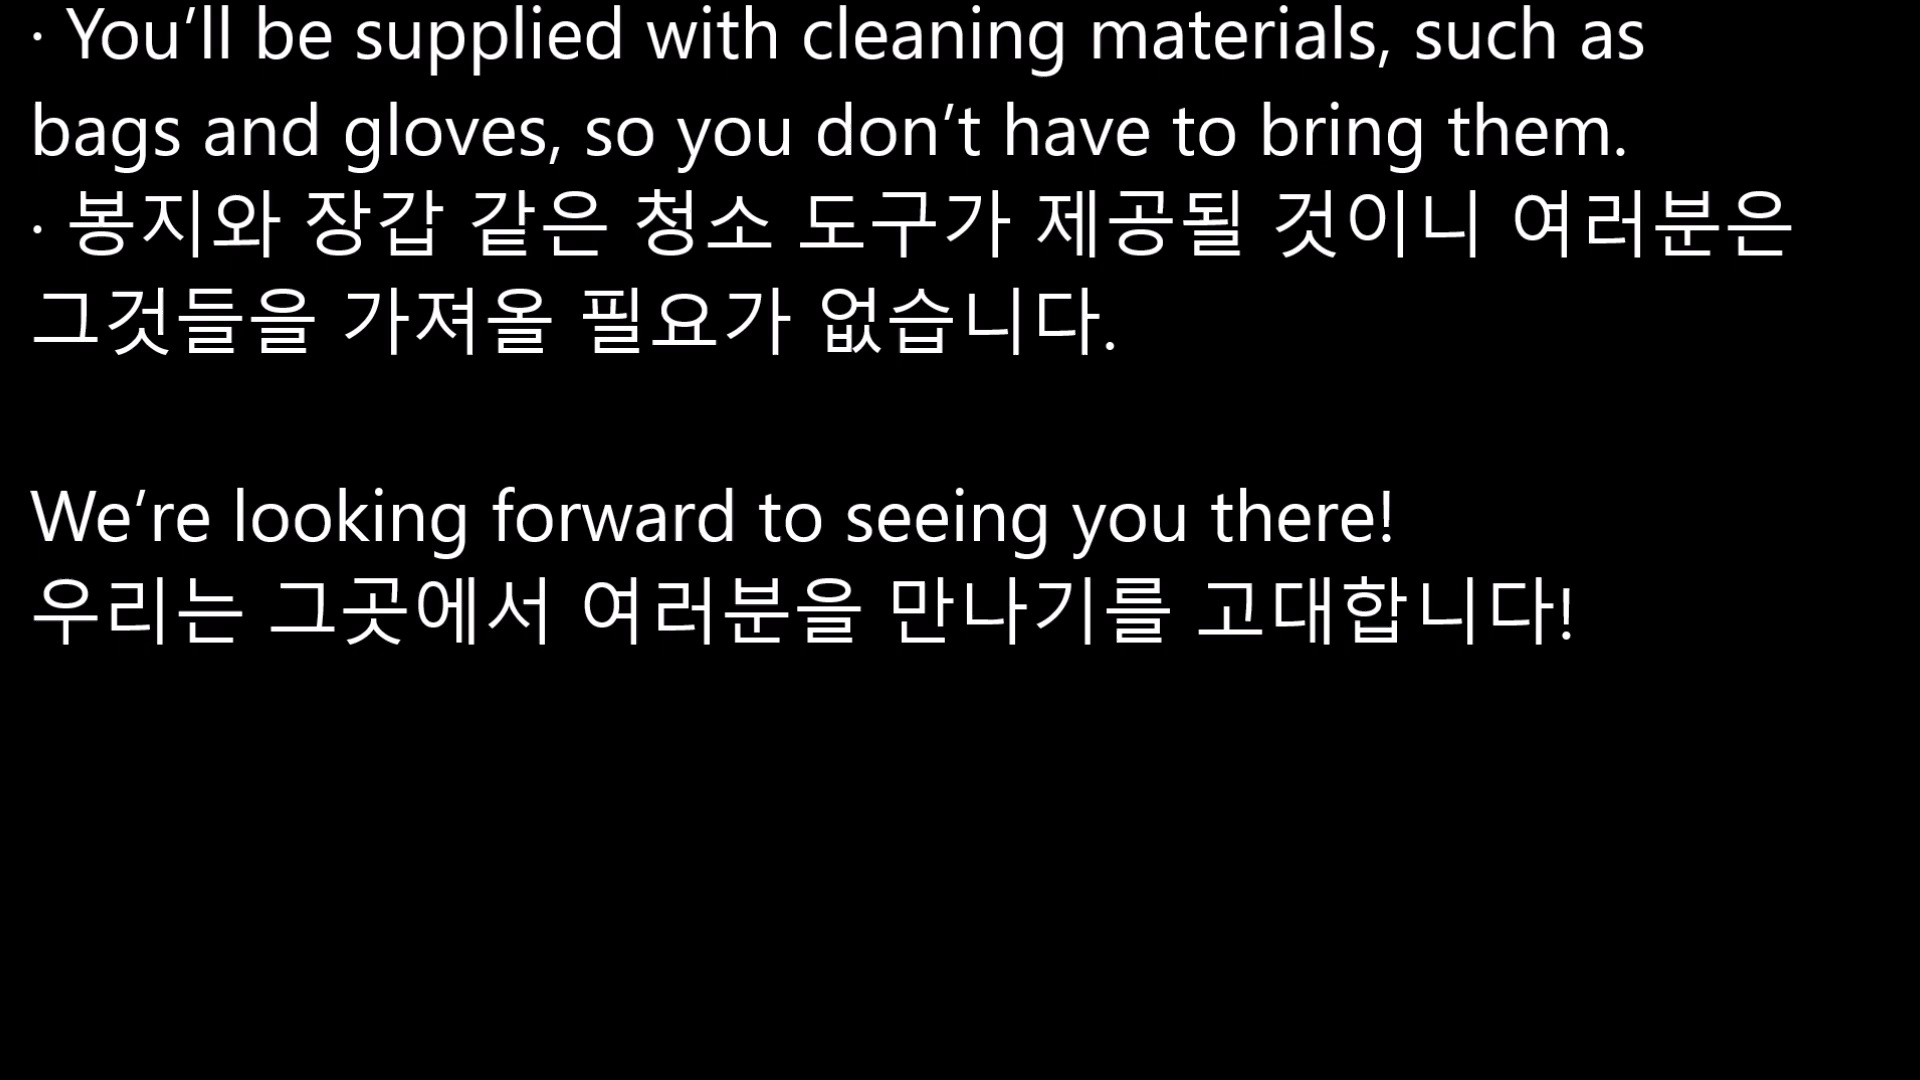 · You’ll be supplied with cleaning materials, such as
bags and gloves, so you don’t have to bring them.
· 봉지와 장갑 같은 청소 도구가 제공될 것이니 여러분은
그것들을 가져올 필요가 없습니다.
We’re looking forward to seeing you there!
우리는 그곳에서 여러분을 만나기를 고대합니다!